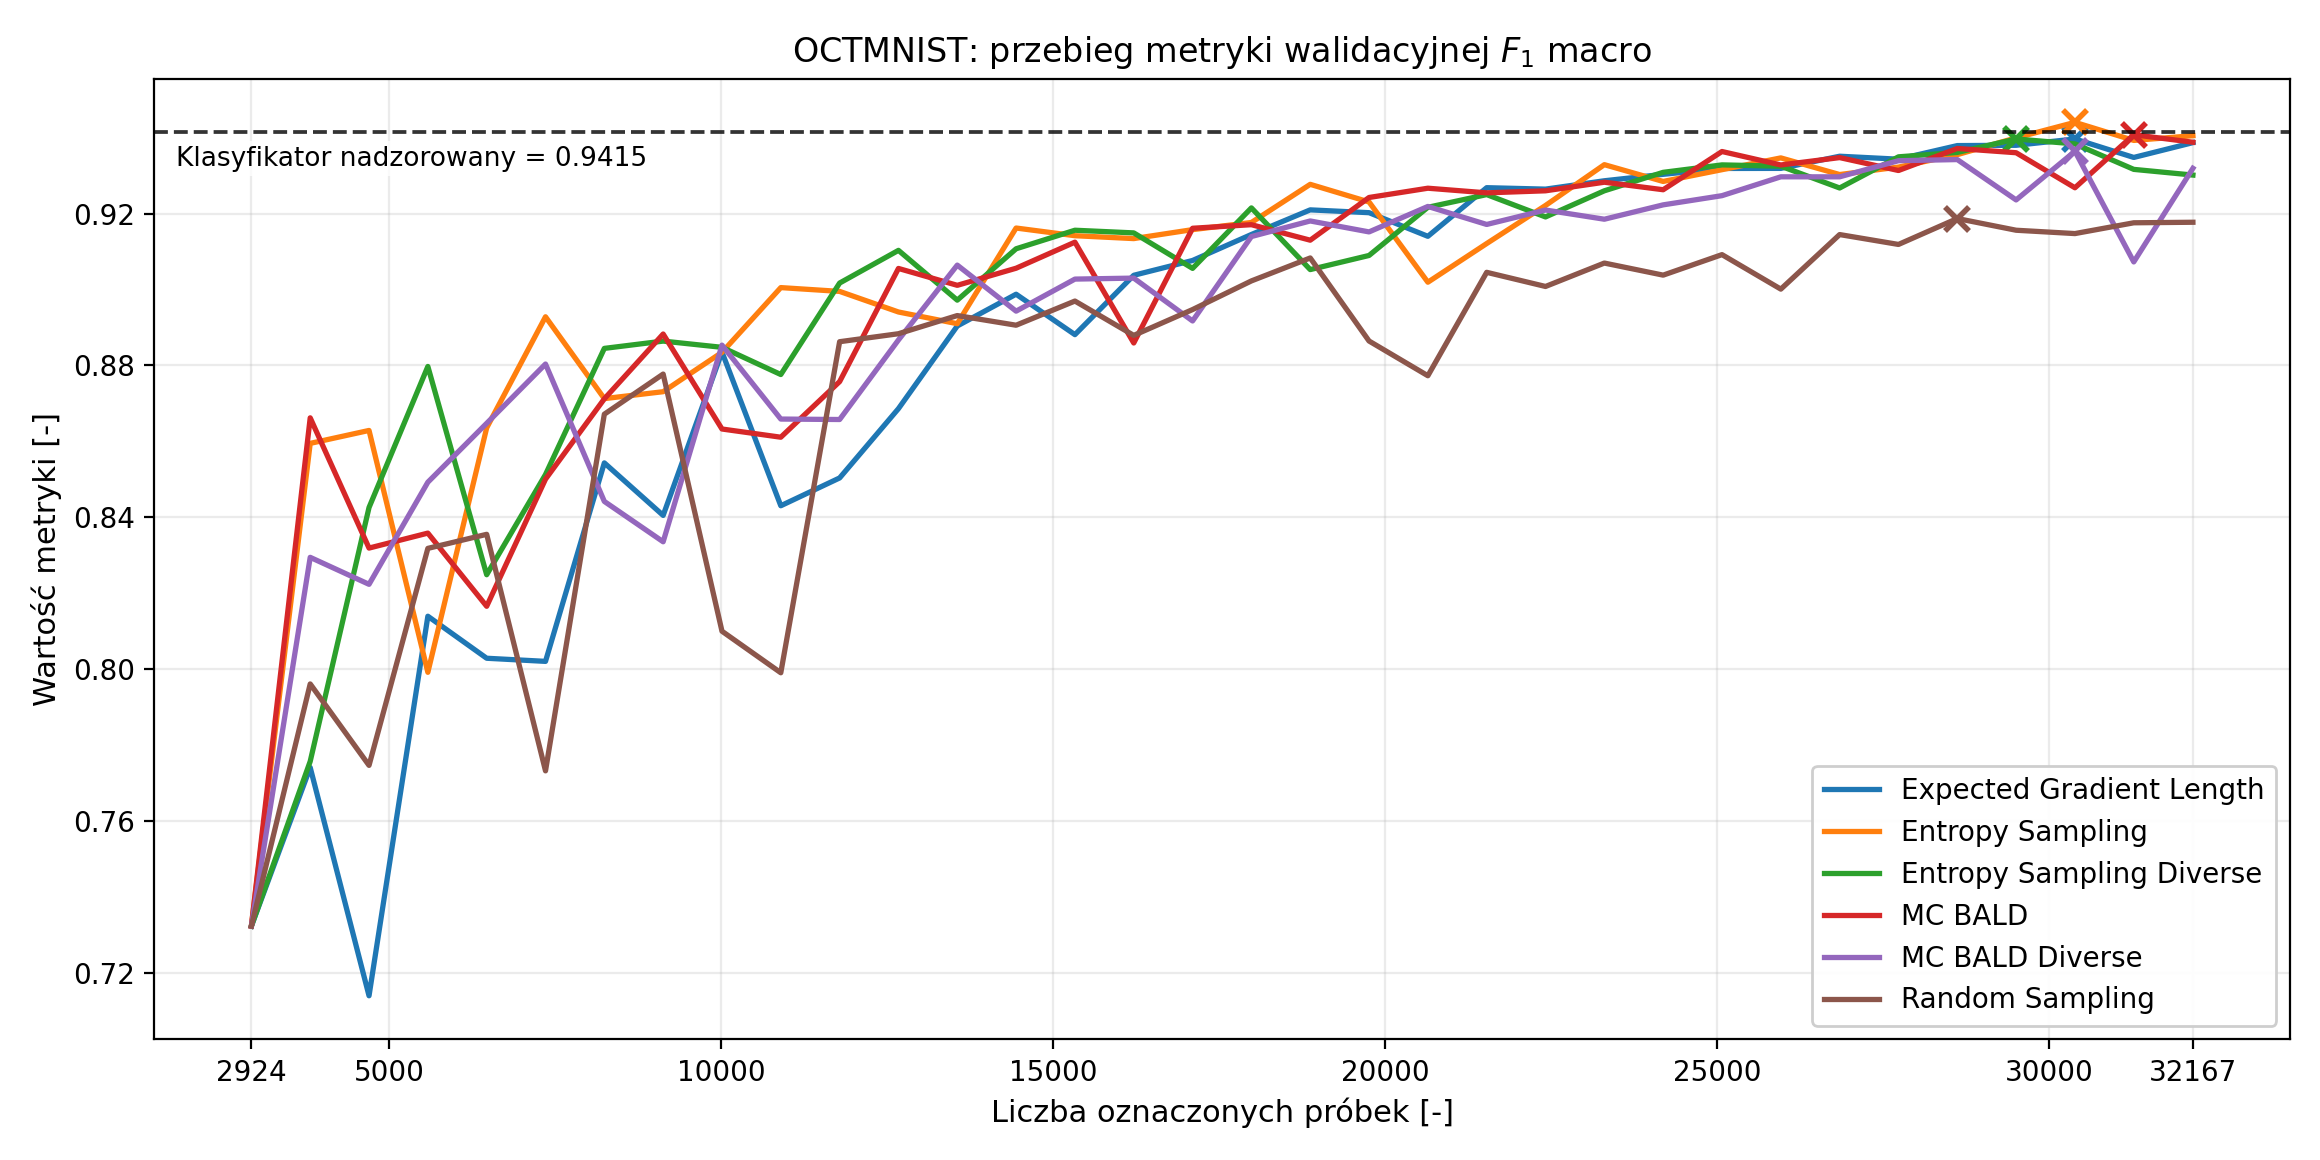 OCTMNIST: przebieg metryki walidacyjnej F₁ macro
Klasyfikator nadzorowany = 0.9415
Wartość metryki [-]
0.92
0.88
0.84
0.80
0.76
0.72
Expected Gradient Length
Entropy Sampling
Entropy Sampling Diverse
MC BALD
MC BALD Diverse
Random Sampling
2924 5000 10000 15000 20000 25000 30000 32167
Liczba oznaczonych próbek [-]